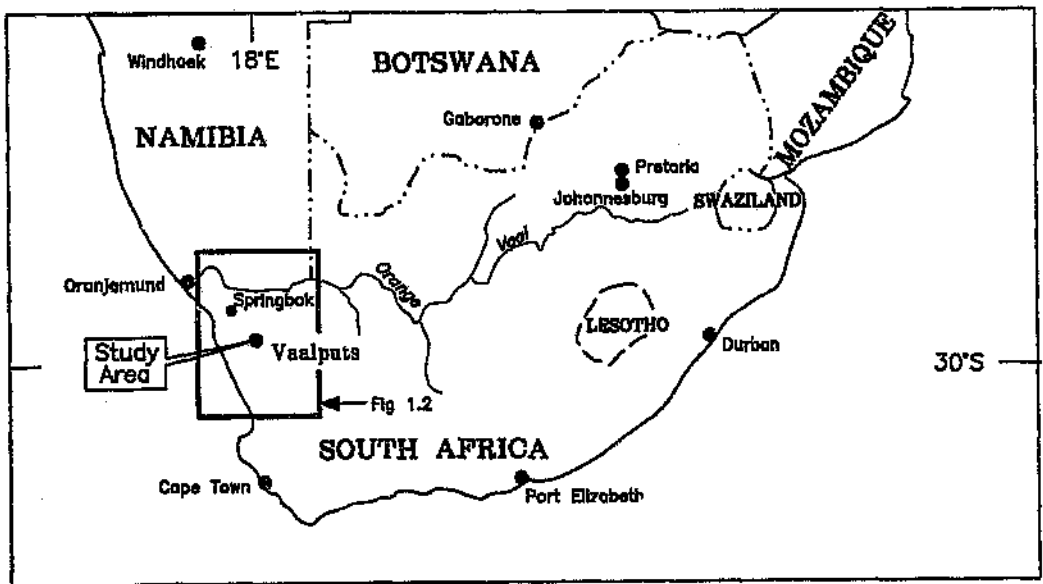 Windhoek
18°E
BOTSWANA
MOZAMBIQUE
NAMIBIA
Gaborone
Pretoria
Johannesburg
SWAZILAND
Vaal
Oranjemund
Springbok
Orange
LESOTHO
Durban
Study
Area
Vaalputs
30°S
Fig 1.2
SOUTH AFRICA
Cape Town
Port Elizabeth